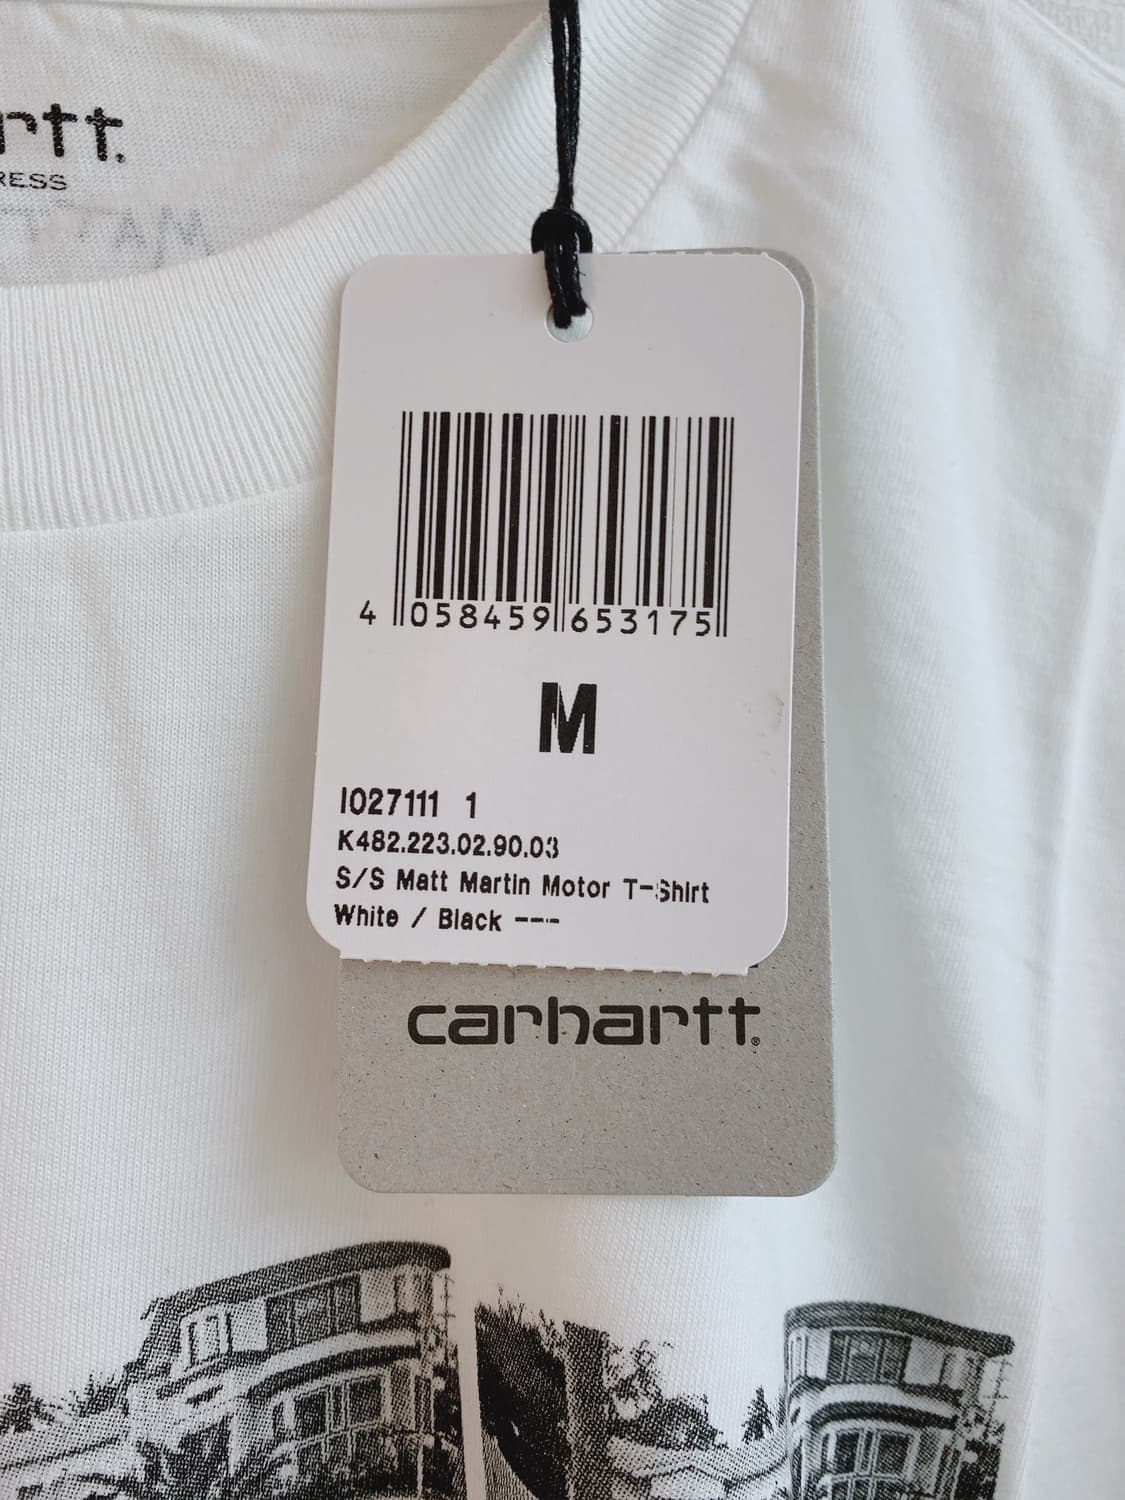 rtt.
RESS
4 058459 653175
M
I027111 1
K482.223.02.90.03
S/S Matt Martin Motor T-Shirt
White / Black ---
carhartt®